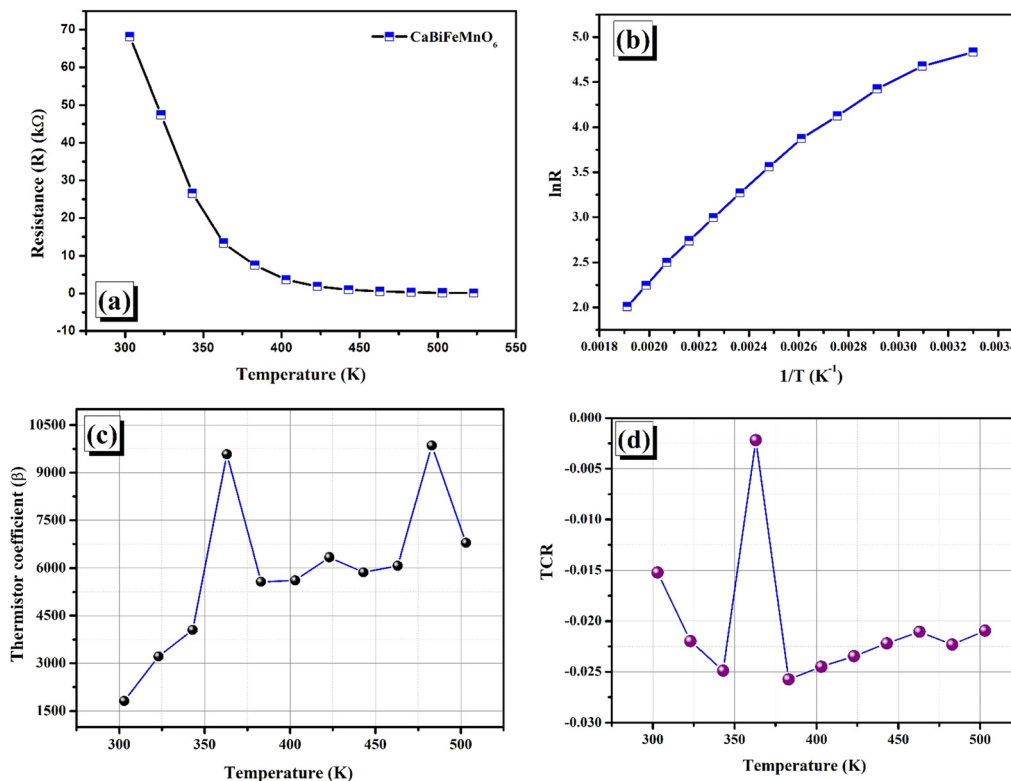 (a)
CaBiFeMnO₆
70
60
50
40
30
20
10
0
-10
300 350 400 450 500 550
Resistance (R) (kΩ)
Temperature (K)
(b)
5.0
4.5
4.0
3.5
3.0
2.5
2.0
0.0018 0.0020 0.0022 0.0024 0.0026 0.0028 0.0030 0.0032 0.0034
lnR
1/T (K⁻¹)
(c)
10500
9000
7500
6000
4500
3000
1500
300 350 400 450 500
Thermistor coefficient (β)
Temperature (K)
(d)
0.000
-0.005
-0.010
-0.015
-0.020
-0.025
-0.030
300 350 400 450 500
TCR
Temperature (K)